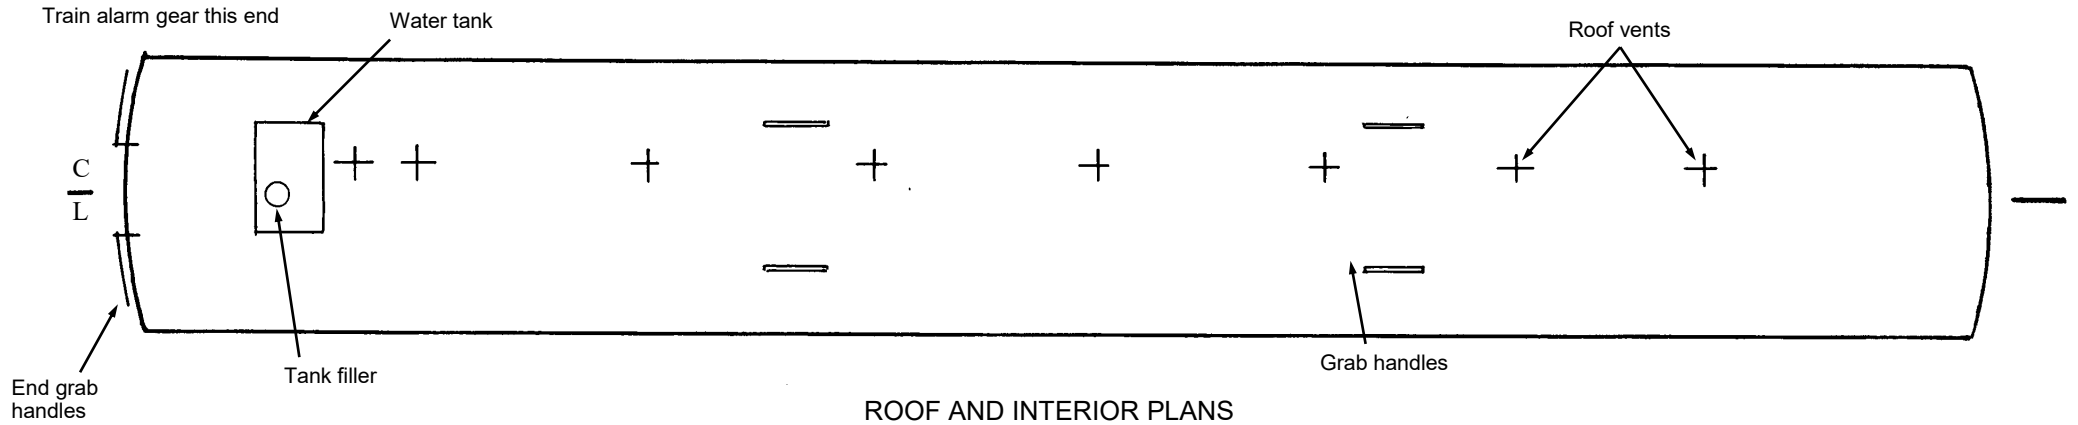 Train alarm gear this end
Water tank
Roof vents
C
L
Tank filler
Grab handles
End grab
handles
ROOF AND INTERIOR PLANS